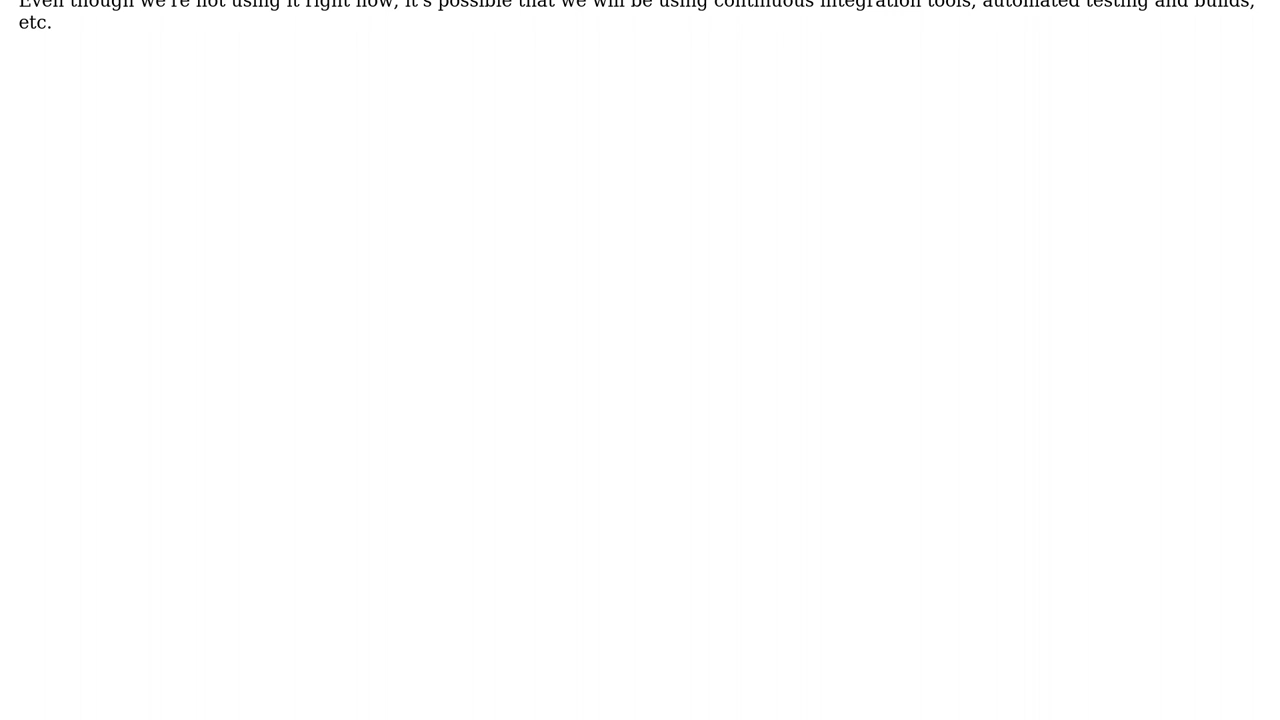 Even though we're not using it right now, it's possible that we will be using continuous integration tools, automated testing and builds,
etc.